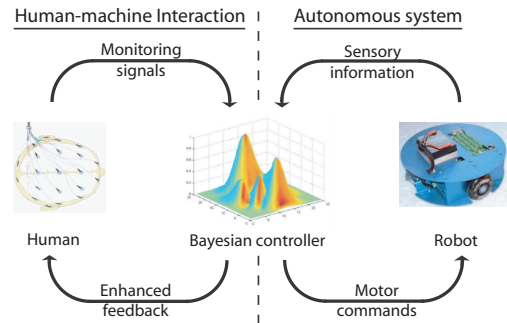 Human-machine Interaction
Autonomous system
Monitoring
signals
Sensory
information
Human
Bayesian controller
Robot
Enhanced
feedback
Motor
commands